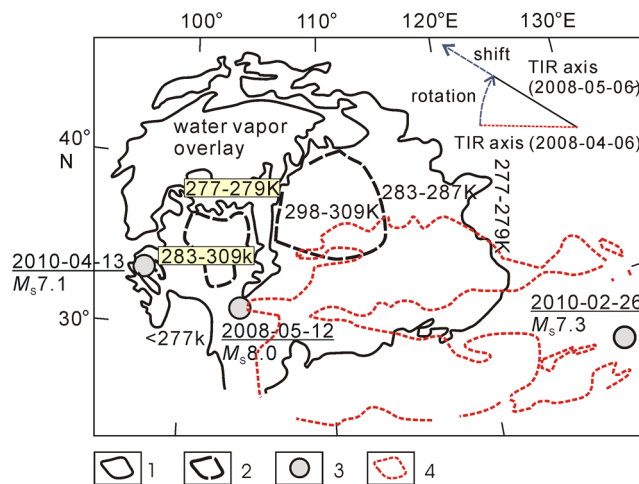 100°
110°
120°
130°
shift
TIR axis
(2008-05-06)
rotation
TIR axis (2008-04-06)
40°
N
water vapor
overlay
277-279K
283-287K
277-279K
298-309K
283-309k
2010-04-13
Ms7.1
30°
<277k
2008-05-12
Ms8.0
2010-02-26
Ms7.3
1
2
3
4